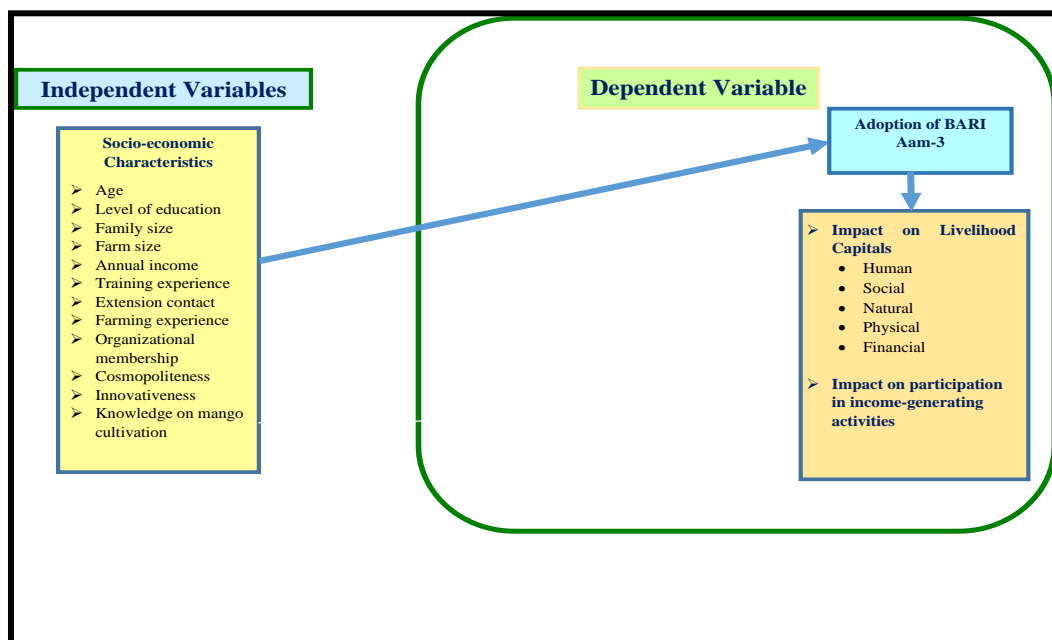 Independent Variables
Socio-economic
Characteristics
➢ Age
➢ Level of education
➢ Family size
➢ Farm size
➢ Annual income
➢ Training experience
➢ Extension contact
➢ Farming experience
➢ Organizational
membership
➢ Cosmopoliteness
➢ Innovativeness
➢ Knowledge on mango
cultivation
Dependent Variable
Adoption of BARI
Aam-3
➢ Impact on Livelihood
Capitals
• Human
• Social
• Natural
• Physical
• Financial
➢ Impact on participation
in income-generating
activities